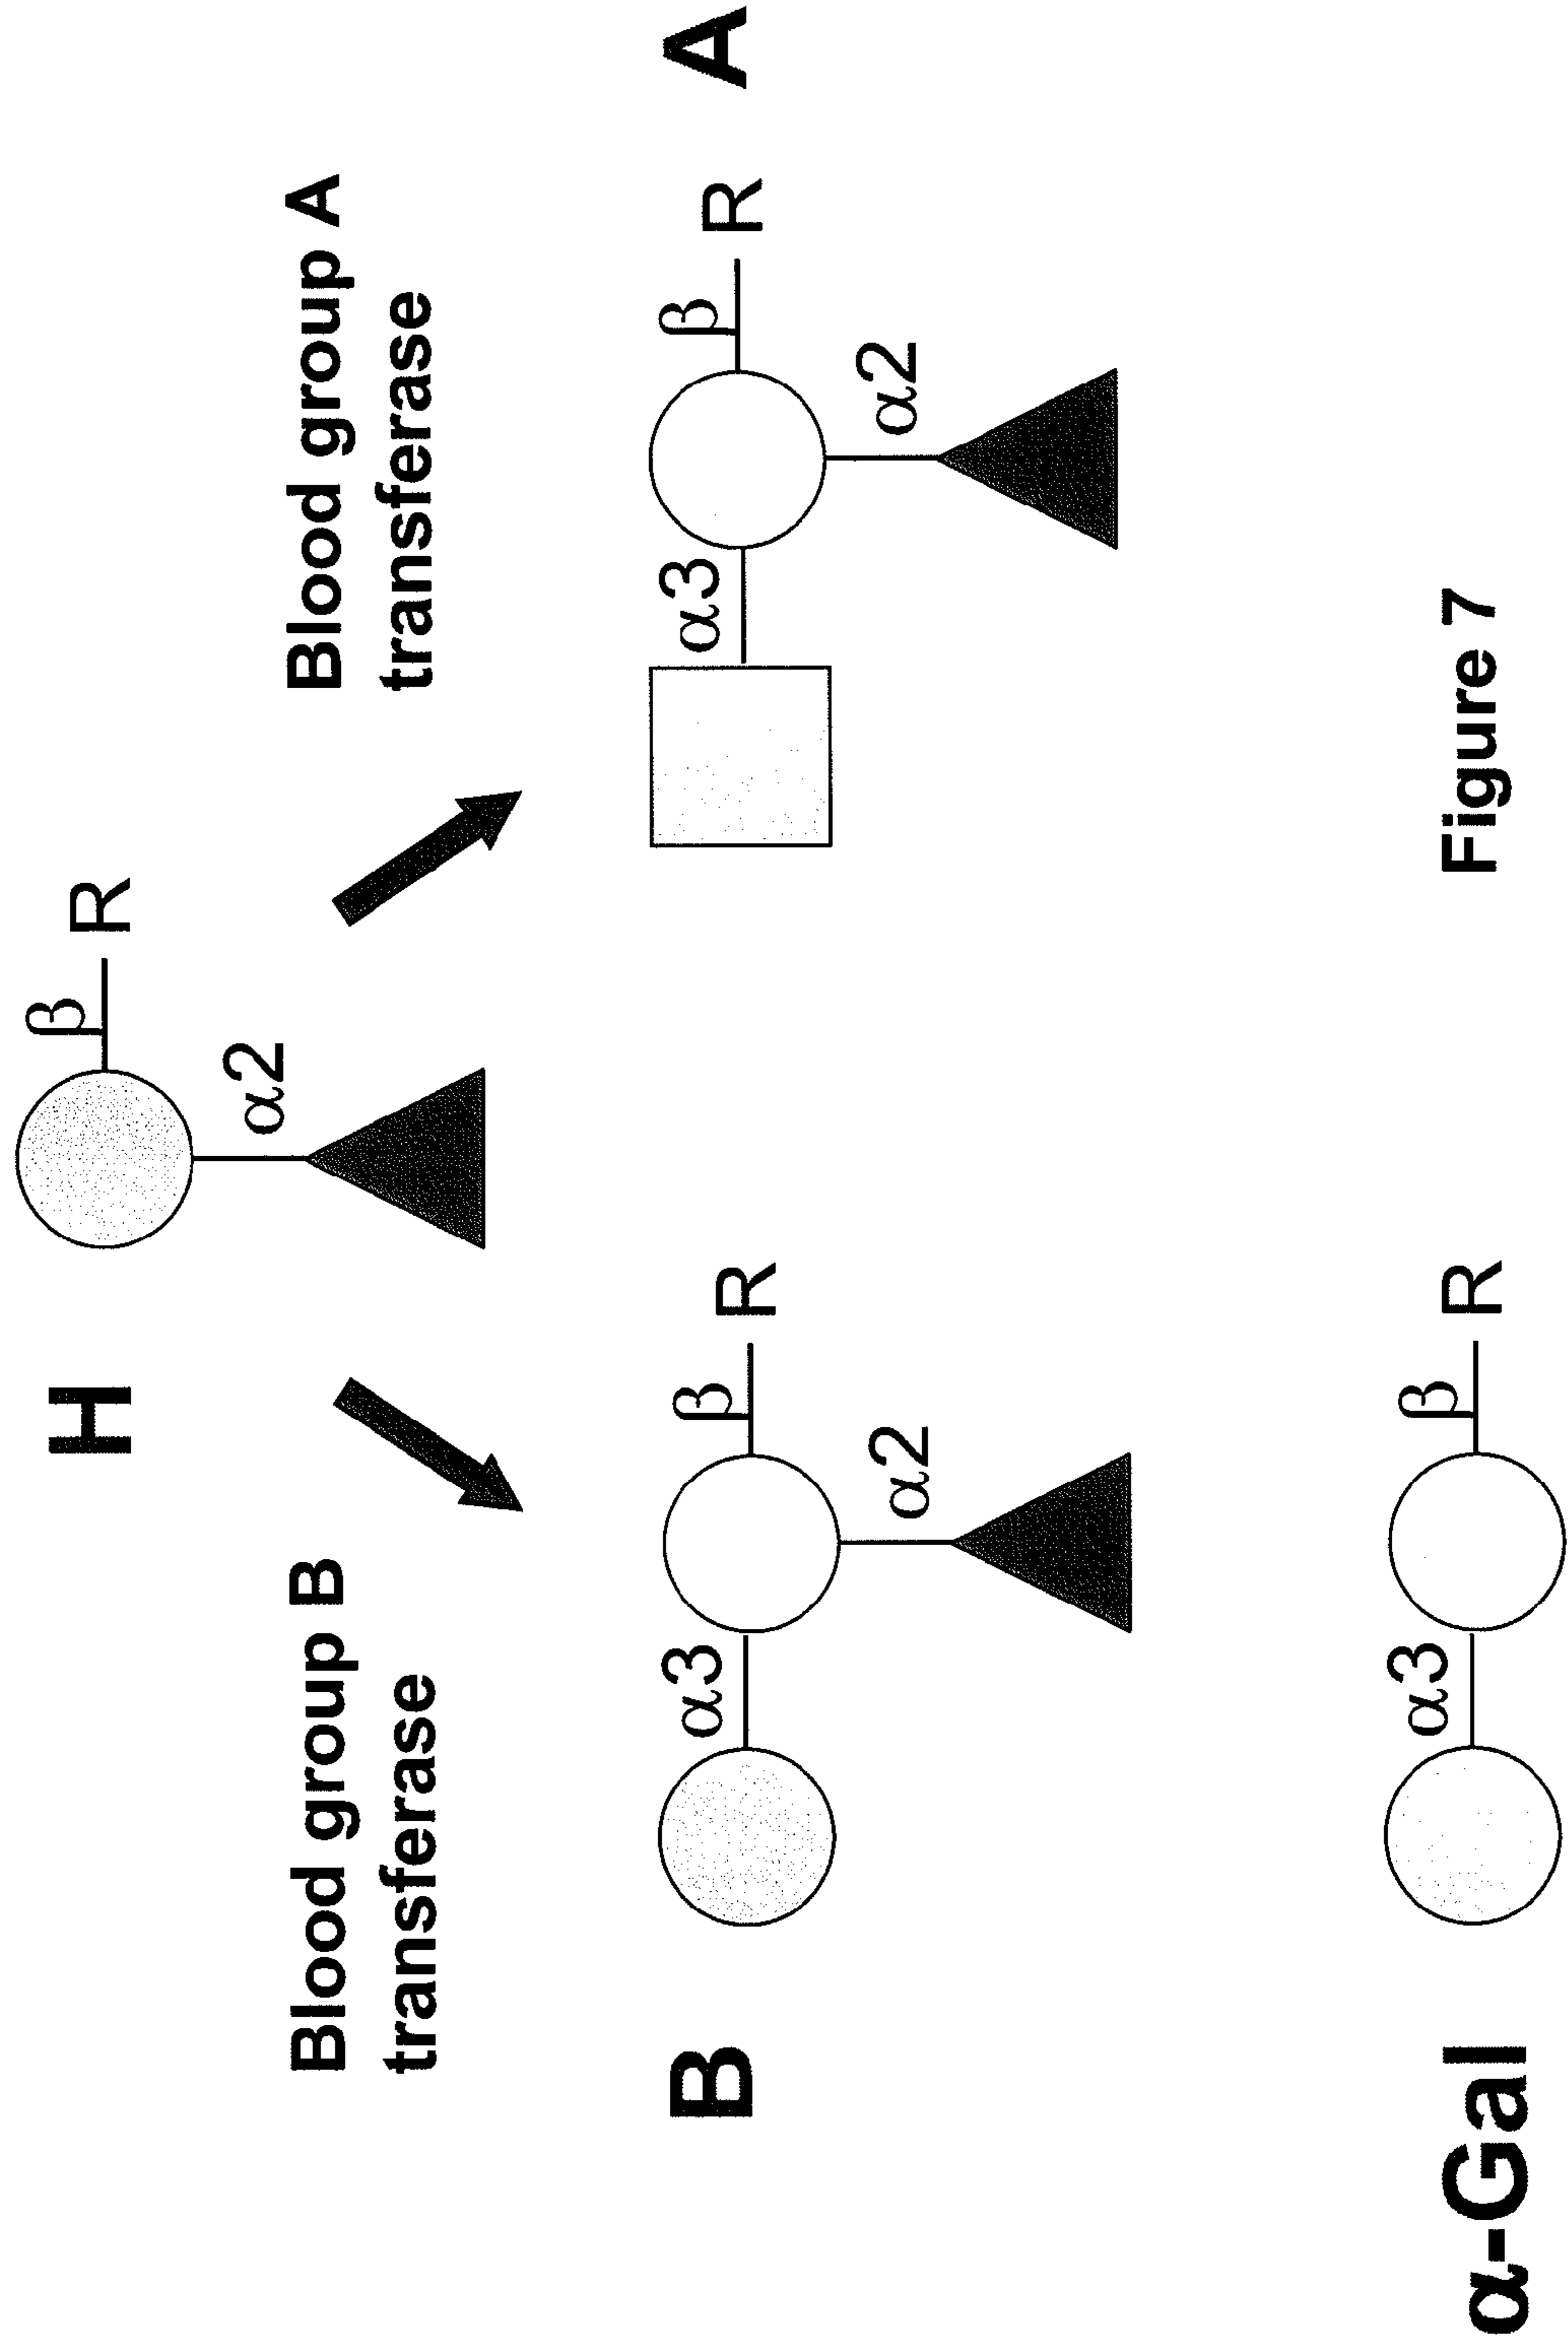 H
β R
α2
Blood group B
transferase
Blood group A
transferase
B
α3 β R
α2
α3 β R
A
α2
α-Gal
α3 β R
Figure 7